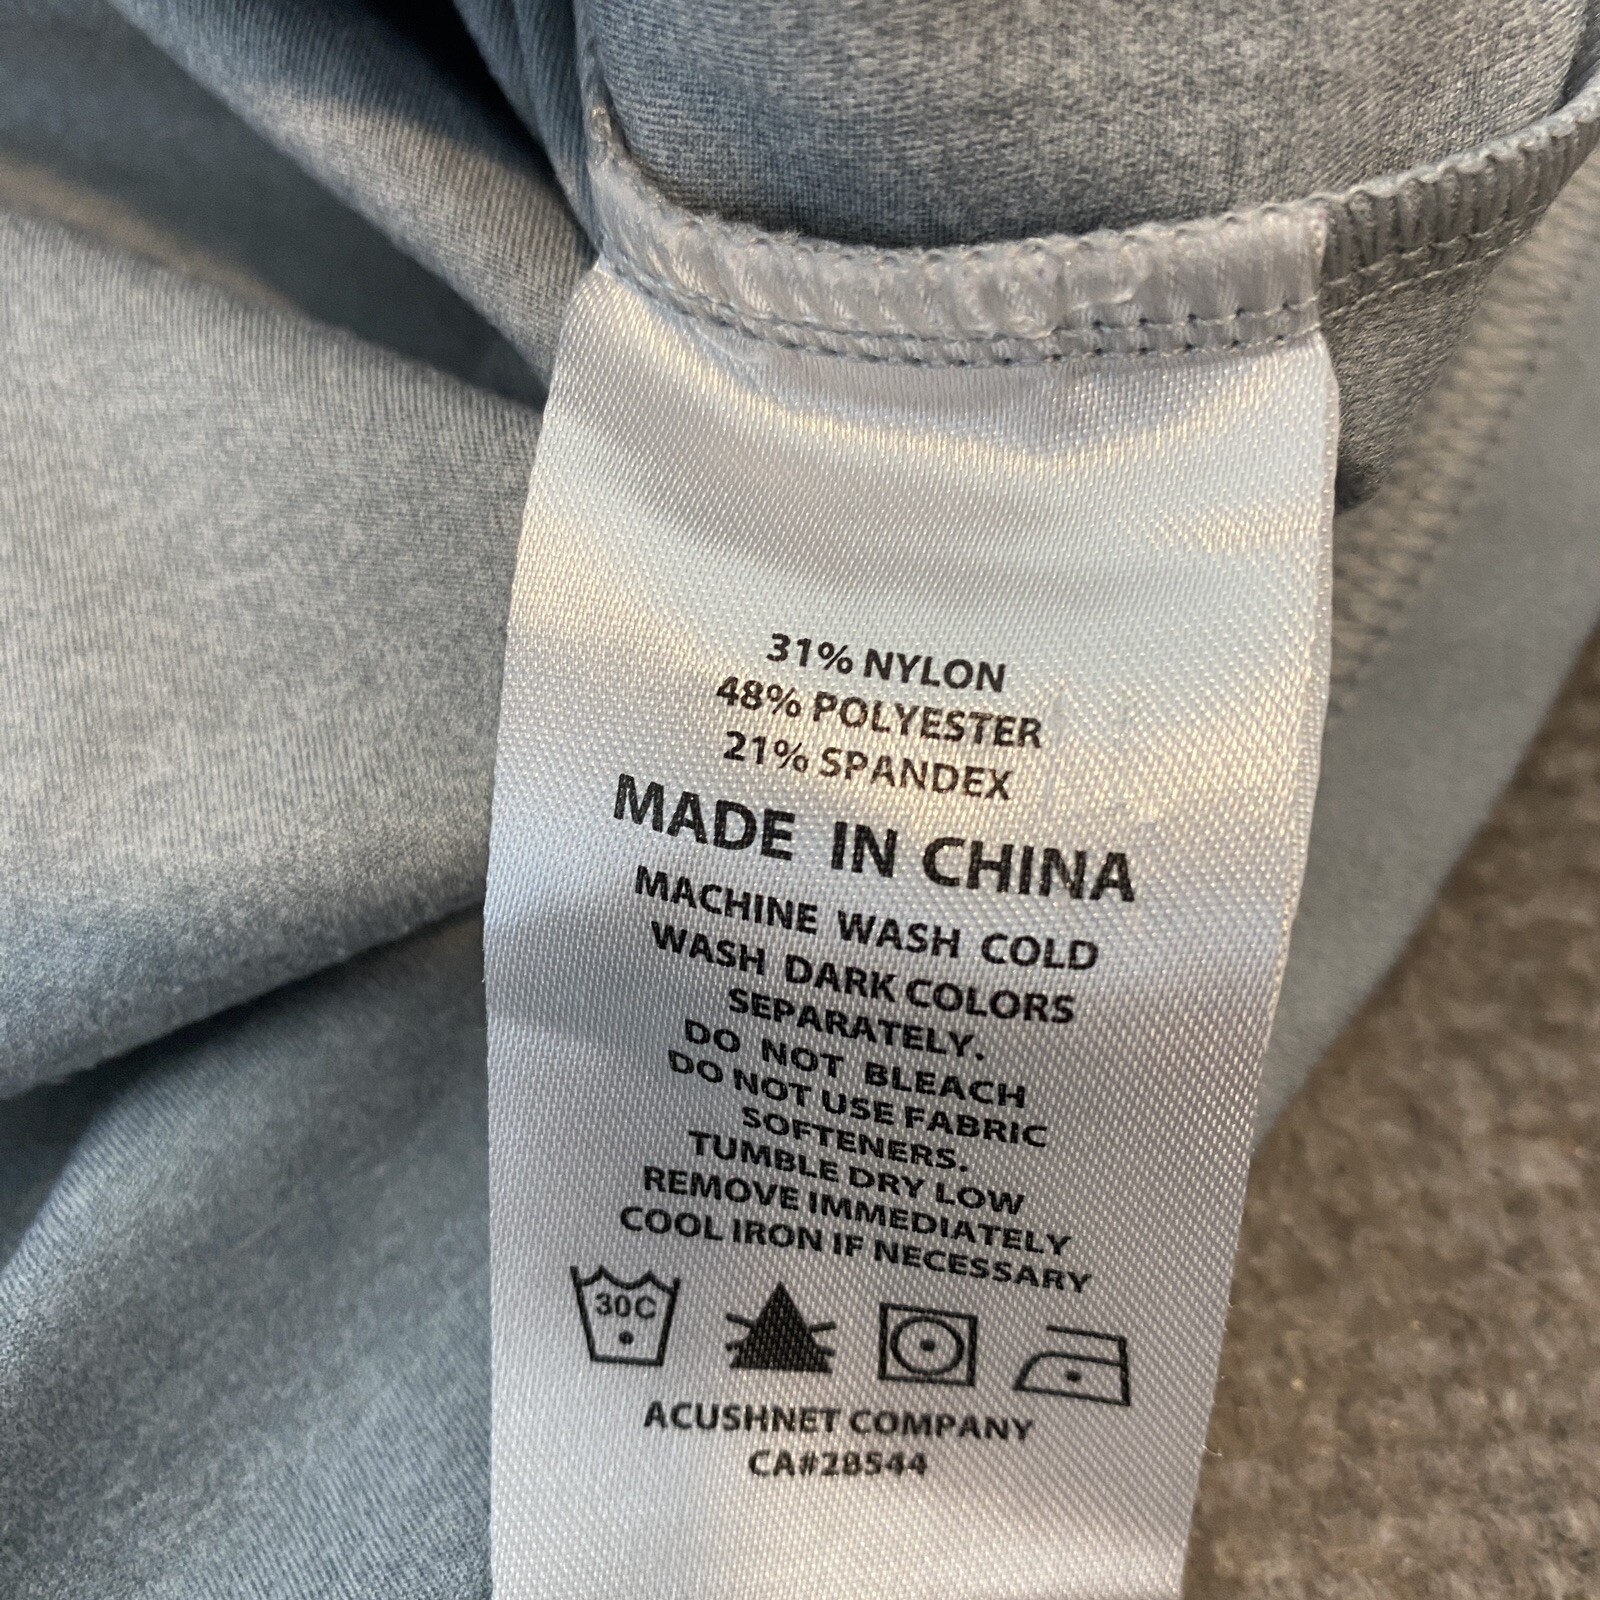 31% NYLON
48% POLYESTER
21% SPANDEX
MADE IN CHINA
MACHINE WASH COLD
WASH DARK COLORS
SEPARATELY.
DO NOT BLEACH
DO NOT USE FABRIC
SOFTENERS.
TUMBLE DRY LOW
REMOVE IMMEDIATELY
COOL IRON IF NECESSARY
30C
ACUSHNET COMPANY
CA#28544